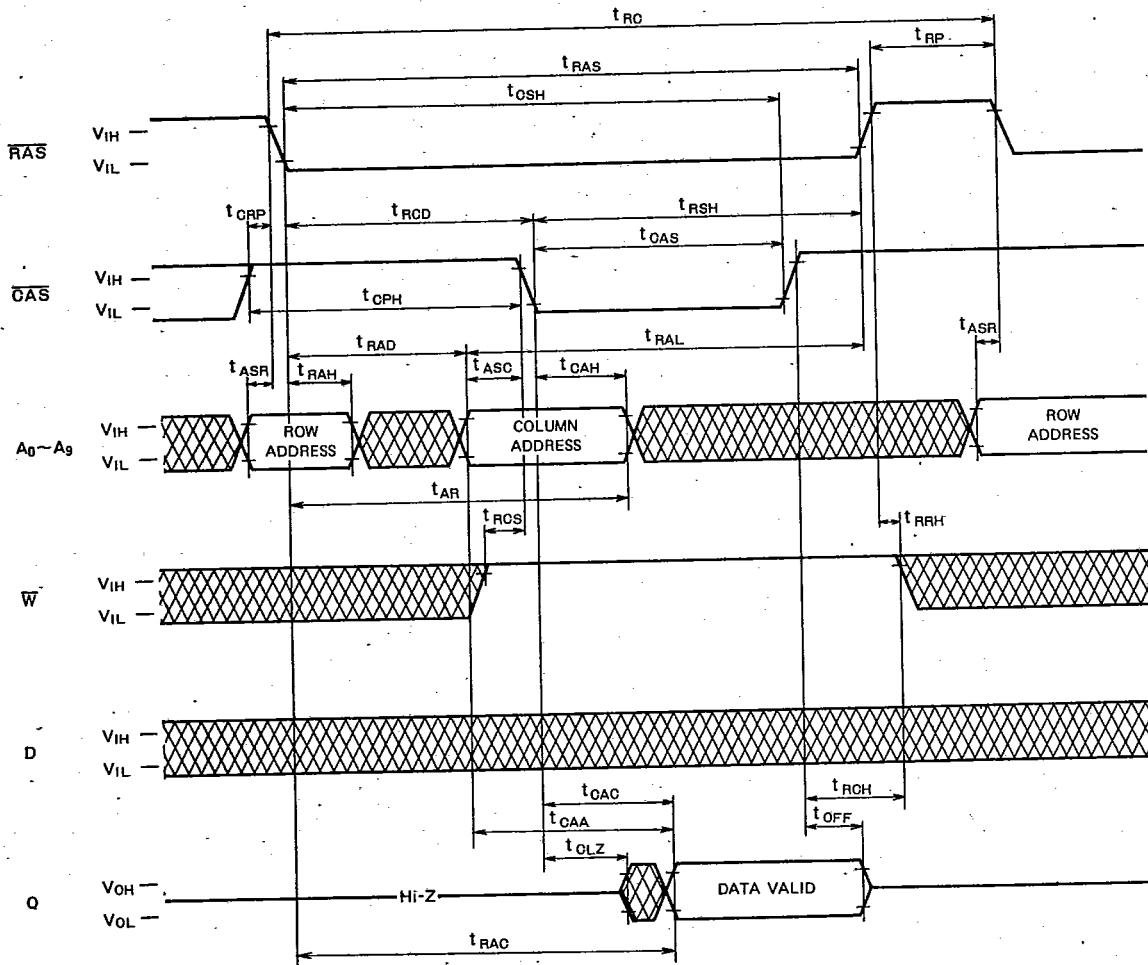 tRC
tRP
tRAS
tCSH
RAS
VIH
VIL
tCRP
tRCD
tRSH
tCAS
CAS
VIH
VIL
tCPH
tASR
tRAD
tRAL
tASR
tRAH
tASC
tCAH
A0~A9
VIH
VIL
ROW
ADDRESS
COLUMN
ADDRESS
ROW
ADDRESS
tAR
tRCS
tRRH
W
VIH
VIL
D
VIH
VIL
tCAC
tRCH
tCAA
tOFF
tCLZ
Q
VOH
VOL
Hi-Z
DATA VALID
tRAC